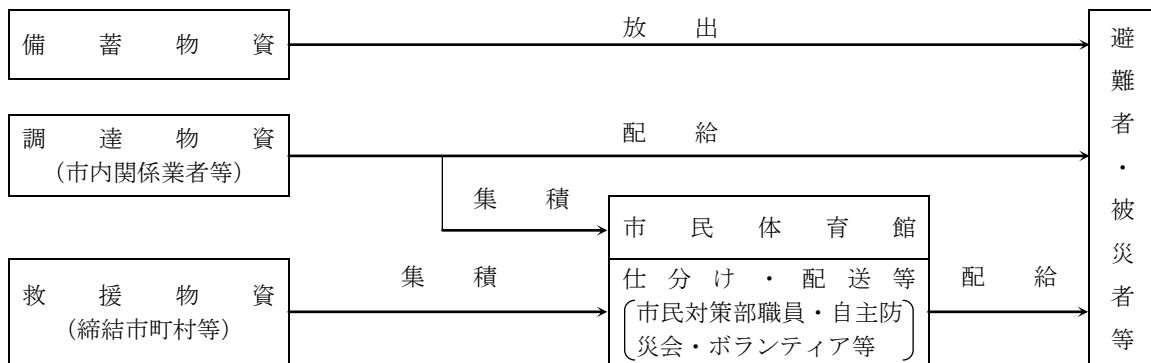 備蓄物資
放出
調達物資
（市内関係業者等）
配給
集積
市民体育館
救援物資
（締結市町村等）
集積
仕分け・配送等
市民対策部職員・自主防
災会・ボランティア等
配給
避難者・被災者等